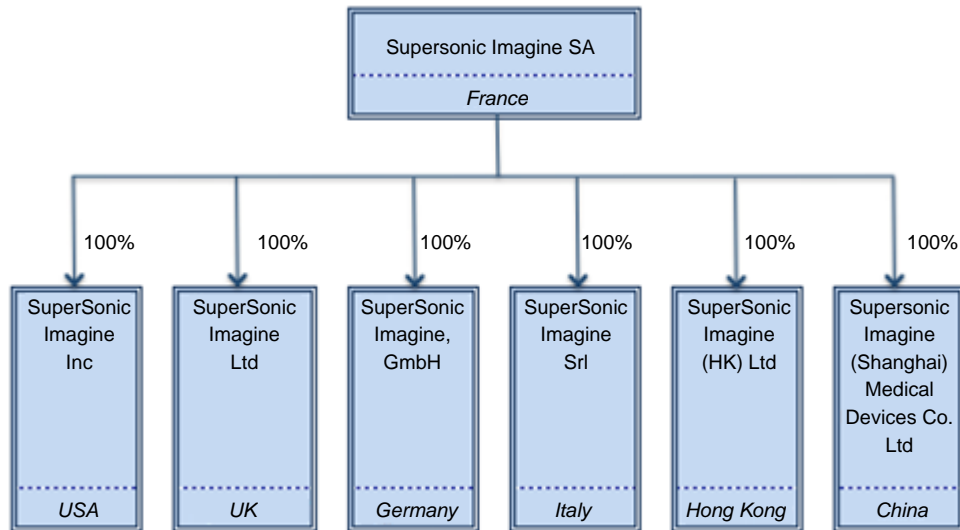 Supersonic Imagine SA
France
100%
100%
100%
100%
100%
100%
SuperSonic
Imagine
Inc
USA
SuperSonic
Imagine
Ltd
UK
SuperSonic
Imagine,
GmbH
Germany
SuperSonic
Imagine
Srl
Italy
SuperSonic
Imagine
(HK) Ltd
Hong Kong
Supersonic
Imagine
(Shanghai)
Medical
Devices Co.
Ltd
China